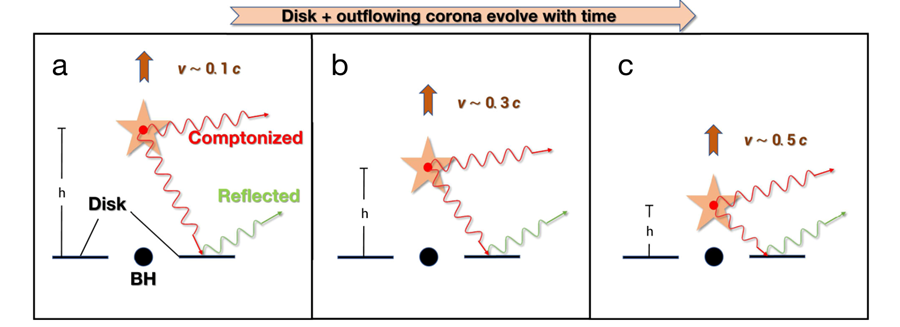 Disk + outflowing corona evolve with time
a
v ~ 0.1 c
Comptonized
h
Reflected
Disk
BH
b
v ~ 0.3 c
h
c
v ~ 0.5 c
h